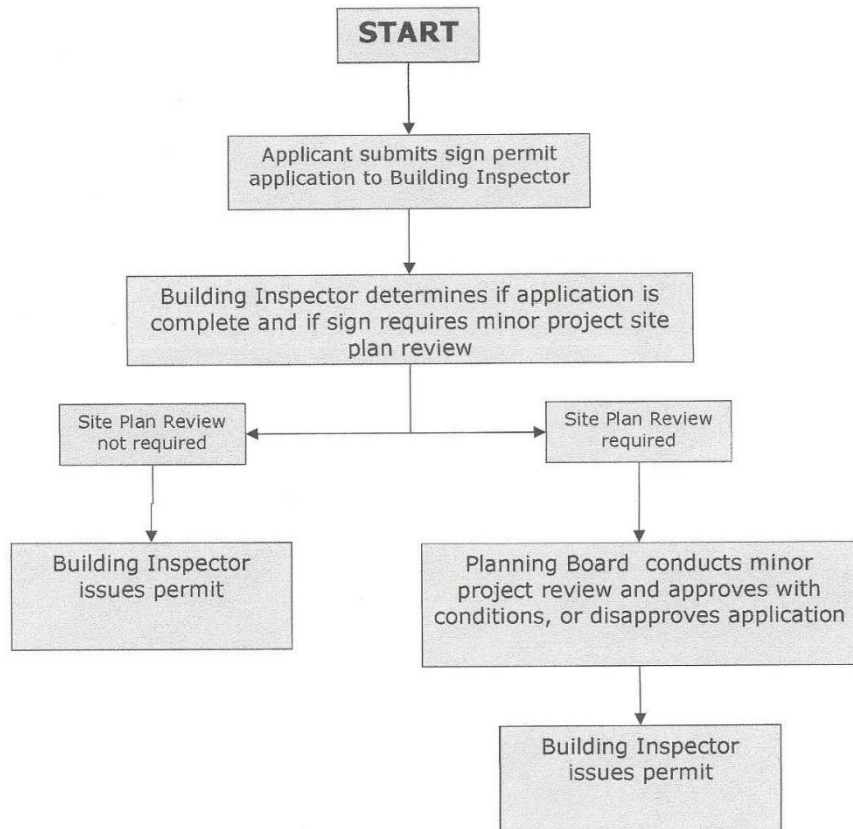 START
Applicant submits sign permit
application to Building Inspector
Building Inspector determines if application is
complete and if sign requires minor project site
plan review
Site Plan Review
not required
Site Plan Review
required
Building Inspector
issues permit
Planning Board conducts minor
project review and approves with
conditions, or disapproves application
Building Inspector
issues permit